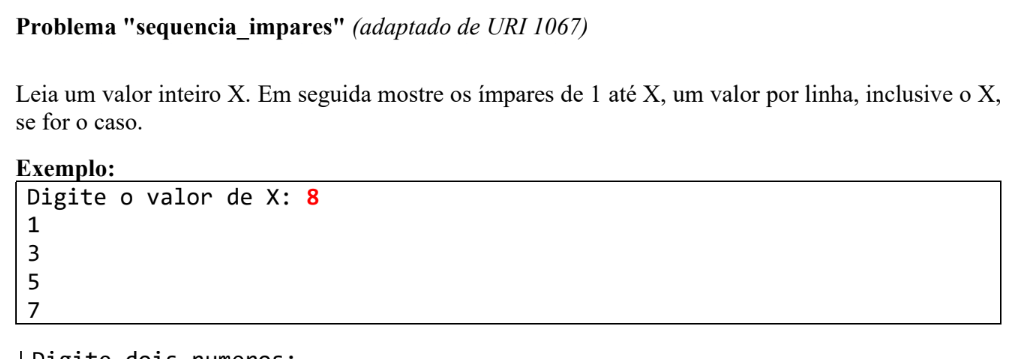 Problema "sequencia_impares" (adaptado de URI 1067)
Leia um valor inteiro X. Em seguida mostre os ímpares de 1 até X, um valor por linha, inclusive o X,
se for o caso.
Exemplo:
Digite o valor de X: 8
1
3
5
7
Digite dois numeros: